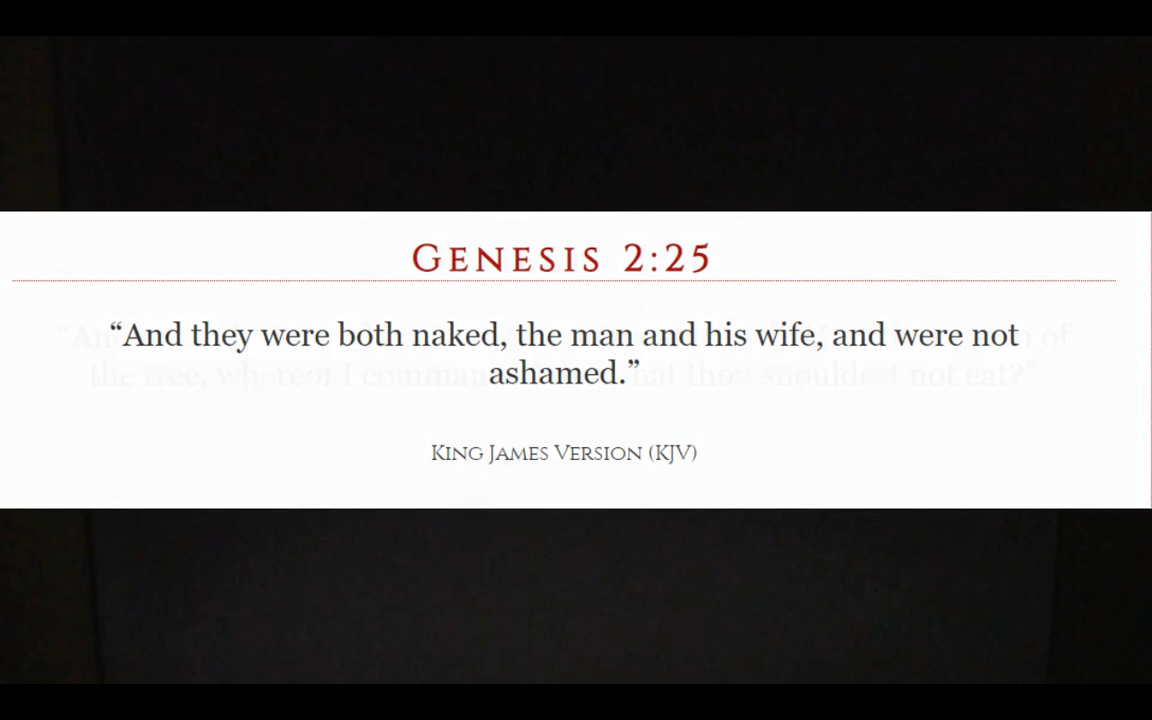 GENESIS 2:25
“And they were both naked, the man and his wife, and were not
ashamed.”
KING JAMES VERSION (KJV)